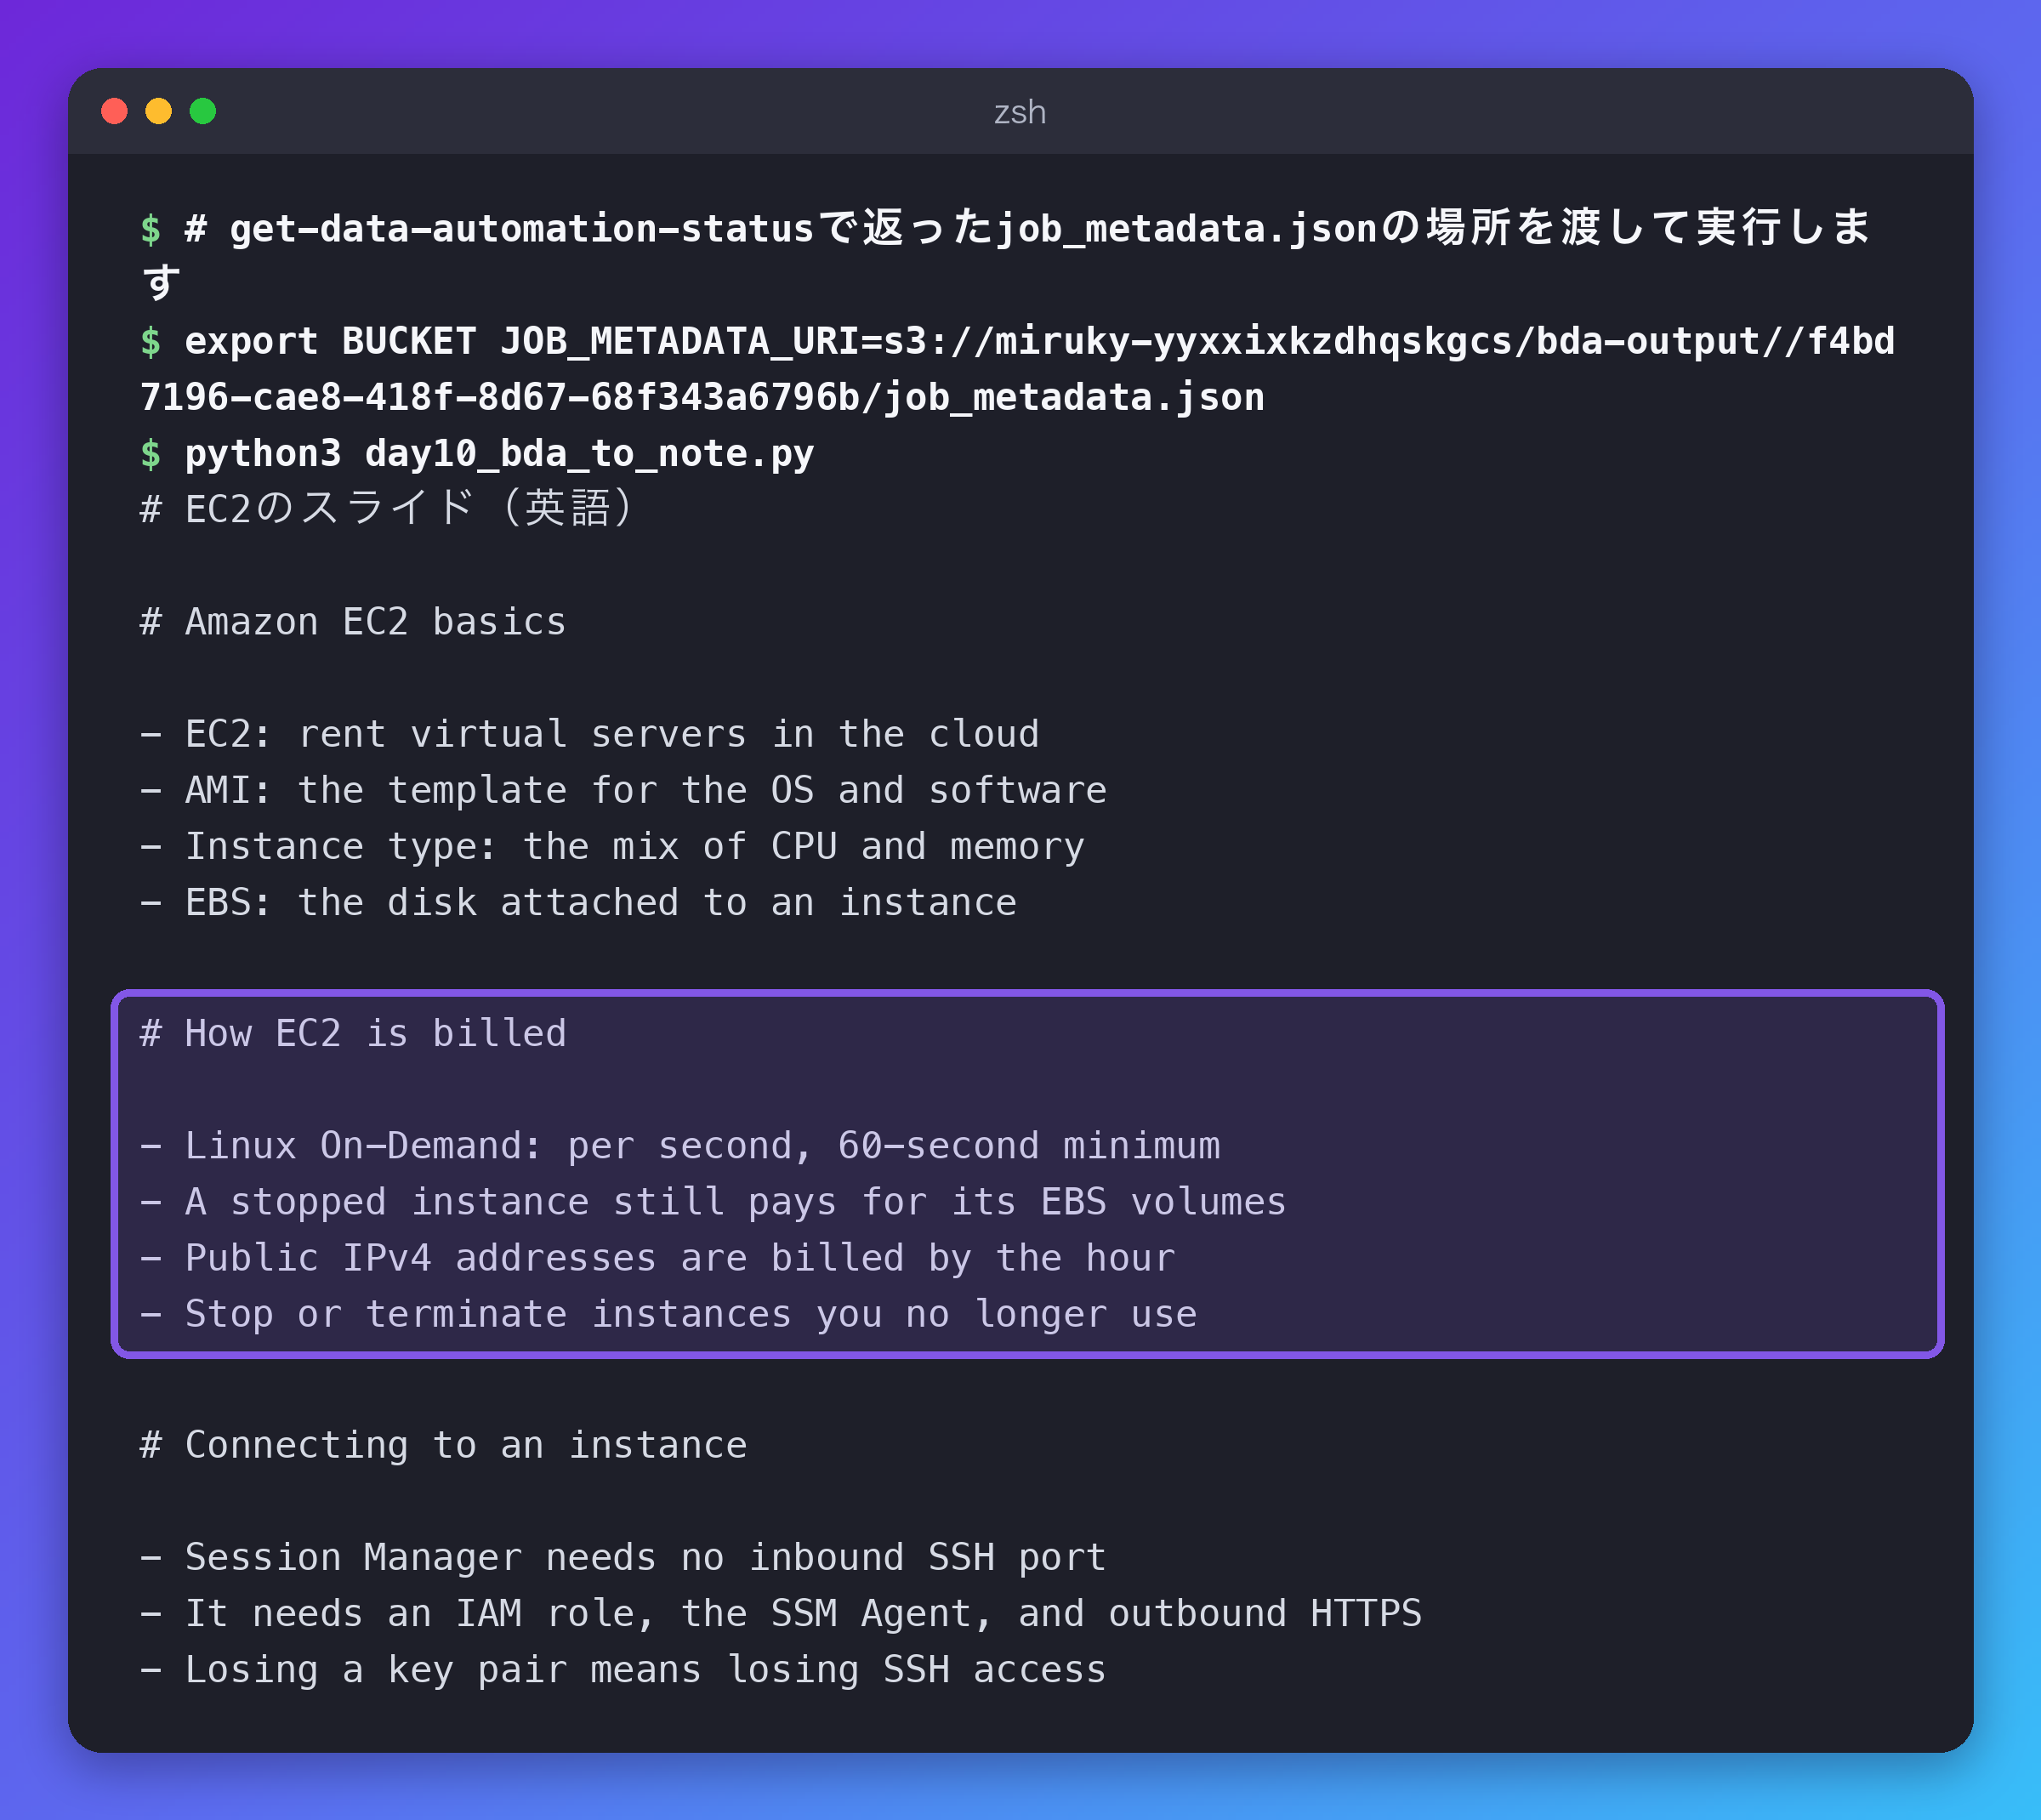 zsh
$ # get-data-automation-statusで返ったjob_metadata.jsonの場所を渡して実行しま
す
$ export BUCKET JOB_METADATA_URI=s3://miruky-yyxxixkzdhqskgcs/bda-output//f4bd
7196-cae8-418f-8d67-68f343a6796b/job_metadata.json
$ python3 day10_bda_to_note.py
# EC2のスライド（英語）
# Amazon EC2 basics
- EC2: rent virtual servers in the cloud
- AMI: the template for the OS and software
- Instance type: the mix of CPU and memory
- EBS: the disk attached to an instance
# How EC2 is billed
- Linux On-Demand: per second, 60-second minimum
- A stopped instance still pays for its EBS volumes
- Public IPv4 addresses are billed by the hour
- Stop or terminate instances you no longer use
# Connecting to an instance
- Session Manager needs no inbound SSH port
- It needs an IAM role, the SSM Agent, and outbound HTTPS
- Losing a key pair means losing SSH access